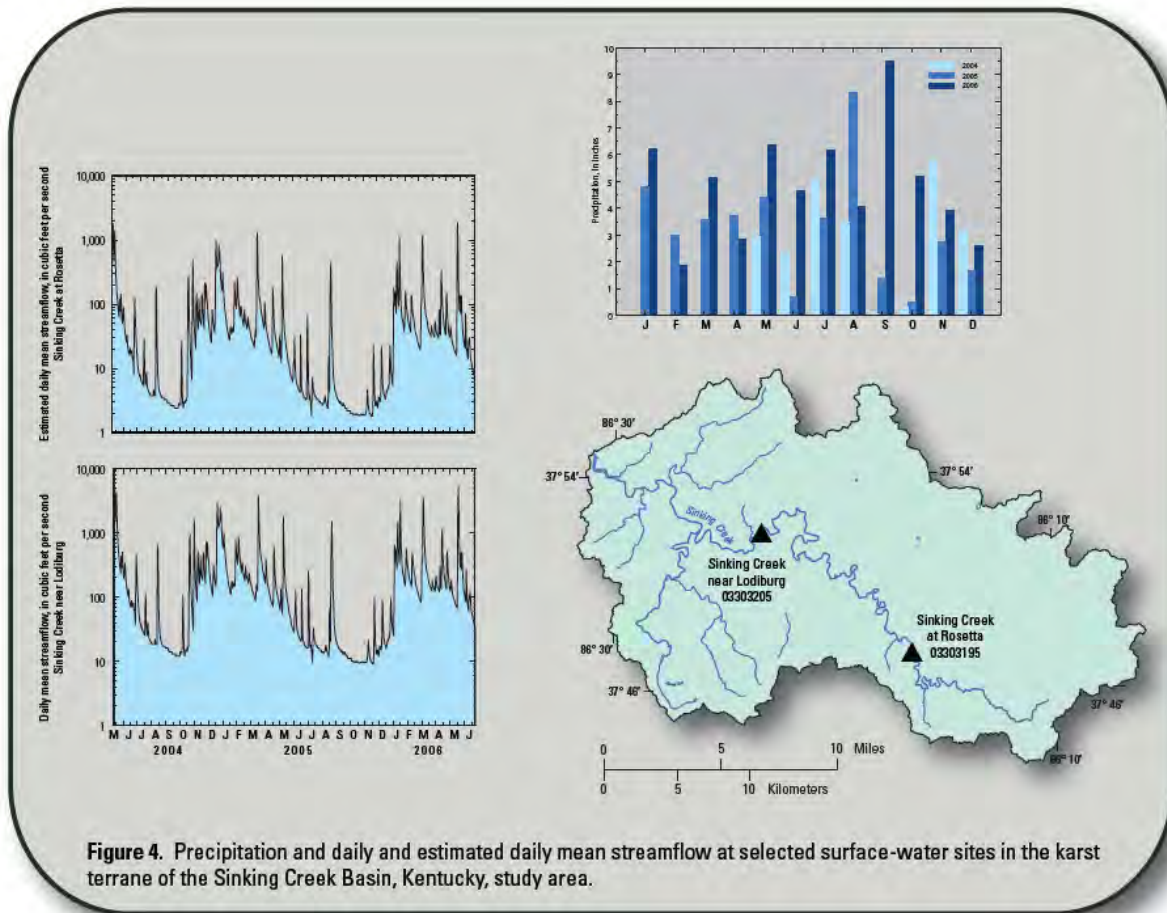 Estimated daily mean streamflow, in cubic feet per second
Sinking Creek at Rosetta
10,000
1,000
100
10
1
Daily mean streamflow, in cubic feet per second
Sinking Creek near Lodiburg
10,000
1,000
100
10
1
M J J A S O N D J F M A M J J A S O N D J F M A M J
2004 2005 2006
Precipitation, in Inches
10
9
8
7
6
5
4
3
2
1
0
2004
2005
2006
J F M A M J J A S O N D
86° 30'
37° 54'
37° 54'
86° 10'
Sinking Creek
Sinking Creek
near Lodiburg
03303205
Sinking Creek
at Rosetta
03303195
86° 30'
37° 46'
37° 46'
86° 10'
0 5 10 Miles
0 5 10 Kilometers
Figure 4. Precipitation and daily and estimated daily mean streamflow at selected surface-water sites in the karst
terrane of the Sinking Creek Basin, Kentucky, study area.